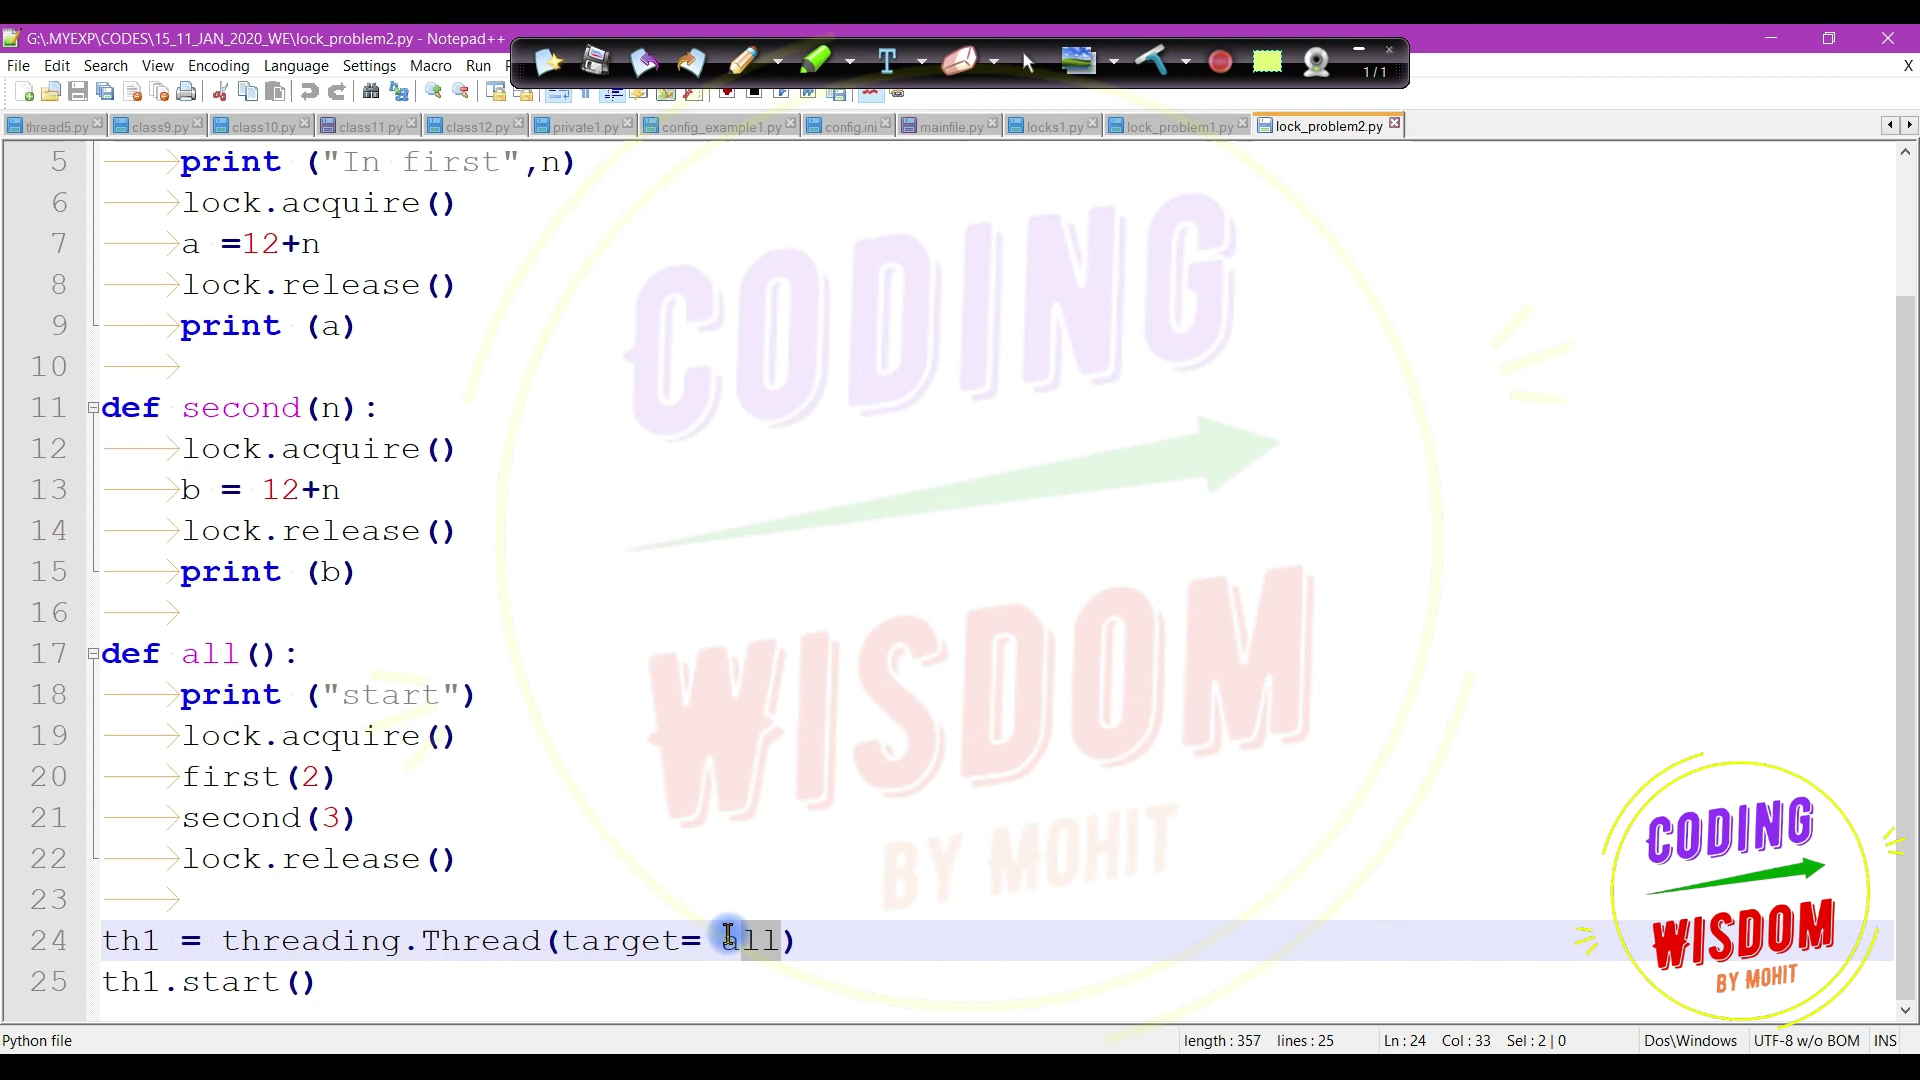 G:\.MYEXP\CODES\15_11_JAN_2020_WE\lock_problem2.py - Notepad++
File Edit Search View Encoding Language Settings Macro Run
1/1
X
thread5.py class9.py class10.py class11.py class12.py private1.py config_example1.py config.ini mainfile.py locks1.py lock_problem1.py lock_problem2.py
5 print ("In first",n)
6 lock.acquire()
7 a =12+n
8 lock.release()
9 print (a)
10
11 def second(n):
12 lock.acquire()
13 b = 12+n
14 lock.release()
15 print (b)
16
17 def all():
18 print ("start")
19 lock.acquire()
20 first(2)
21 second(3)
22 lock.release()
23
24 th1 = threading.Thread(target= all)
25 th1.start()
CODING
WISDOM
BY MOHIT
CODING
WISDOM
BY MOHIT
Python file length : 357 lines : 25 Ln : 24 Col : 33 Sel : 2 | 0 Dos\Windows UTF-8 w/o BOM INS